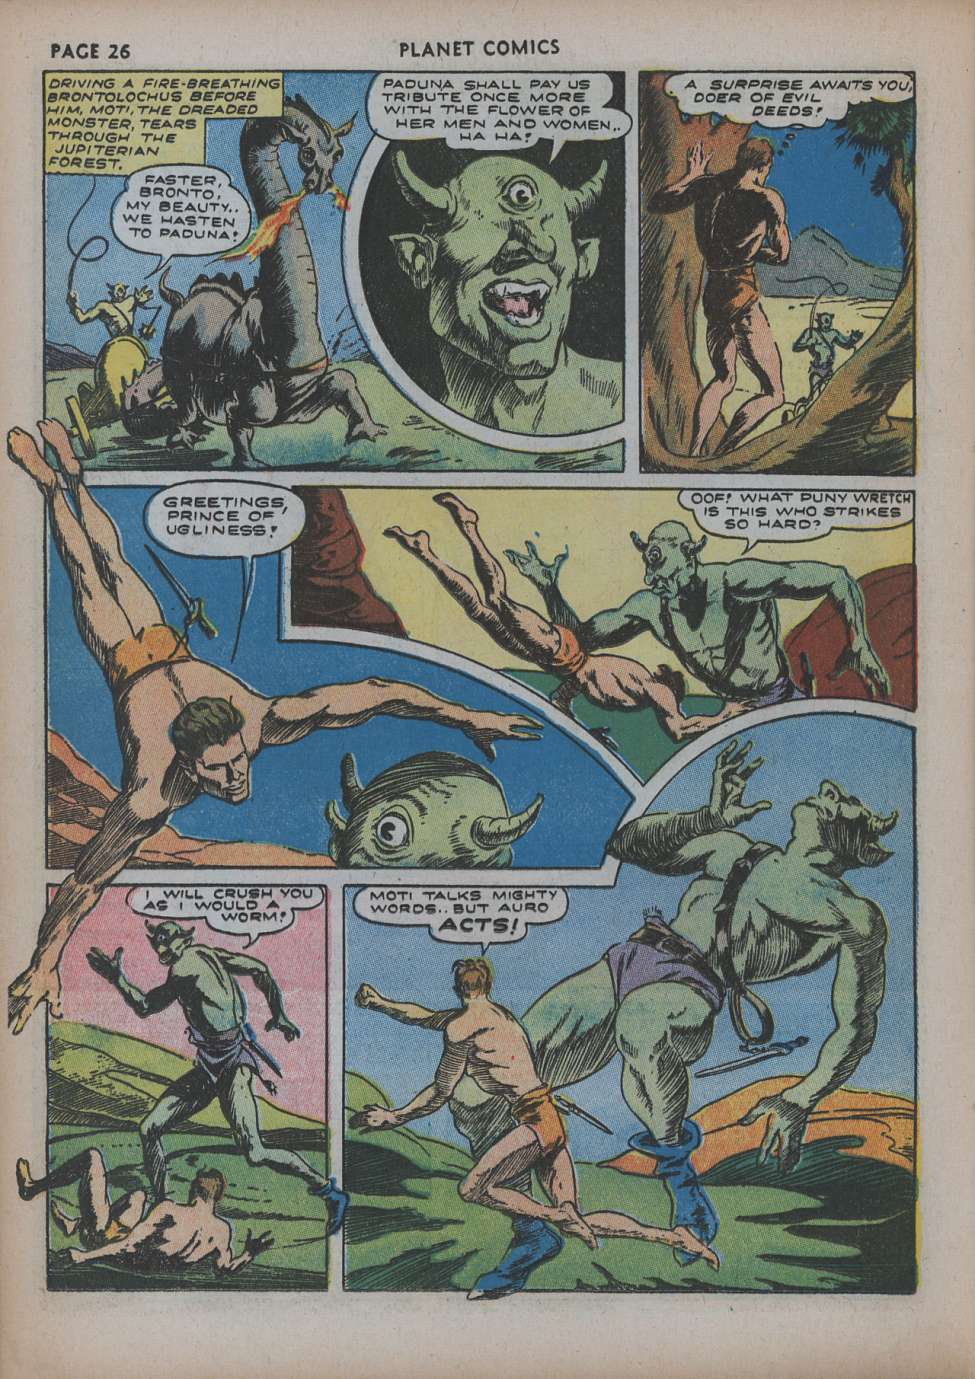 PAGE 26
PLANET COMICS
DRIVING A FIRE-BREATHING
BRONTOLOCHUS BEFORE
HIM, MOTI, THE DREADED
MONSTER, TEARS
THROUGH THE
JUPITERIAN
FOREST.
FASTER,
BRONTO,
MY BEAUTY..
WE HASTEN
TO PADUNA!
PADUNA SHALL PAY US
TRIBUTE ONCE MORE
WITH THE FLOWER OF
HER MEN AND WOMEN..
HA HA!
A SURPRISE AWAITS YOU,
DOER OF EVIL
DEEDS!
GREETINGS,
PRINCE OF
UGLINESS!
OOF! WHAT PUNY WRETCH
IS THIS WHO STRIKES
SO HARD?
I WILL CRUSH YOU
AS I WOULD A
WORM!
MOTI TALKS MIGHTY
WORDS.. BUT AURO
ACTS!